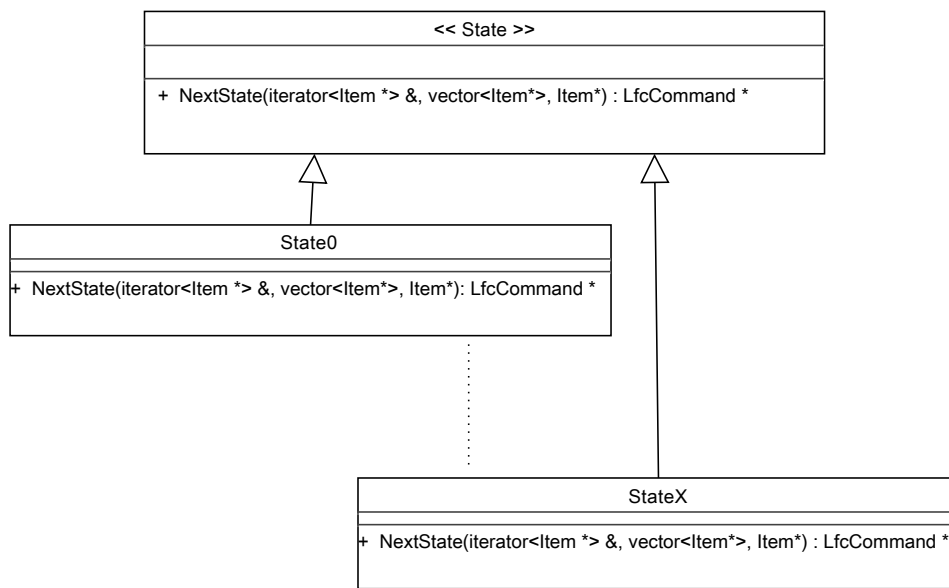 << State >>
+ NextState(iterator<Item *> &, vector<Item*>, Item*) : LfcCommand *
State0
+ NextState(iterator<Item *> &, vector<Item*>, Item*): LfcCommand *
StateX
+ NextState(iterator<Item *> &, vector<Item*>, Item*) : LfcCommand *